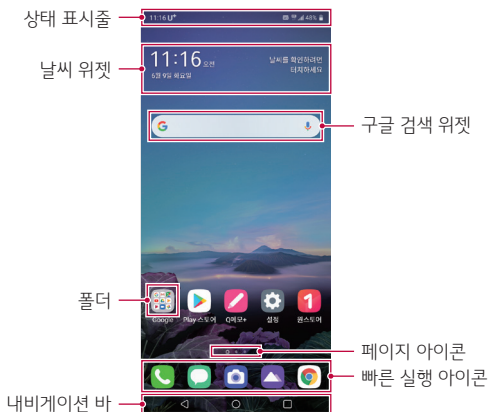 상태 표시줄
11:16 U+
48%
날씨 위젯
11:16 오전
6월 9일 화요일
날씨를 확인하려면
터치하세요
구글 검색 위젯
폴더
Google
Play 스토어
Q메모+
설정
원스토어
페이지 아이콘
빠른 실행 아이콘
내비게이션 바